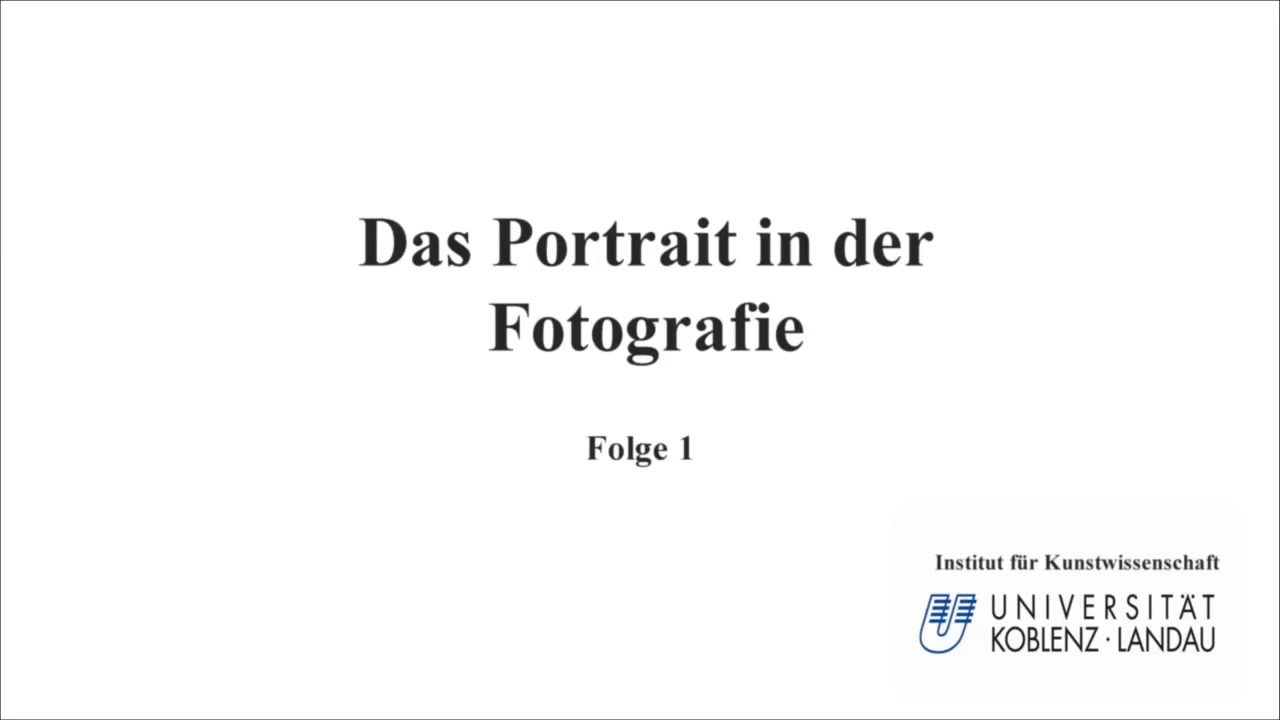 Das Portrait in der
Fotografie
Folge 1
Institut für Kunstwissenschaft
UNIVERSITÄT
KOBLENZ · LANDAU